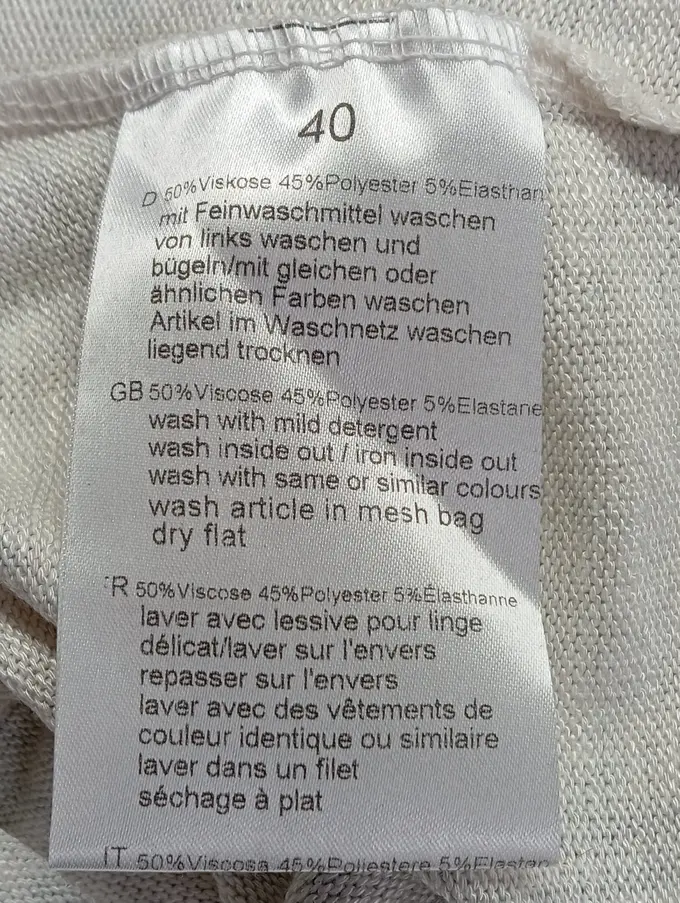 40
D 50%Viskose 45%Polyester 5%Elasthan
mit Feinwaschmittel waschen
von links waschen und
bügeln/mit gleichen oder
ähnlichen Farben waschen
Artikel im Waschnetz waschen
liegend trocknen
GB 50%Viscose 45%Polyester 5%Elastane
wash with mild detergent
wash inside out / iron inside out
wash with same or similar colours
wash article in mesh bag
dry flat
FR 50%Viscose 45%Polyester 5%Élasthanne
laver avec lessive pour linge
délicat/laver sur l'envers
repasser sur l'envers
laver avec des vêtements de
couleur identique ou similaire
laver dans un filet
séchage à plat
IT 50%Viscosa 45%Poliestere 5%Elastan